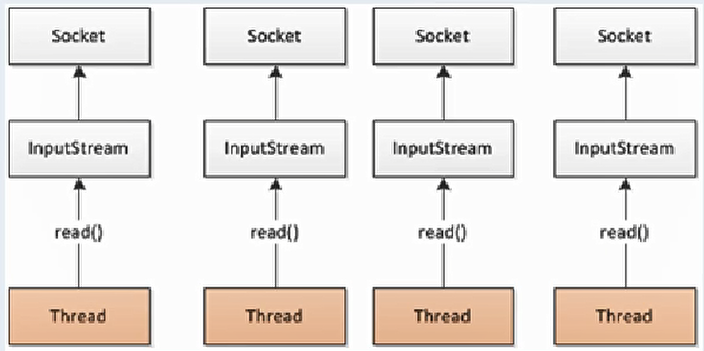 Socket Socket Socket Socket
InputStream InputStream InputStream InputStream
read() read() read() read()
Thread Thread Thread Thread